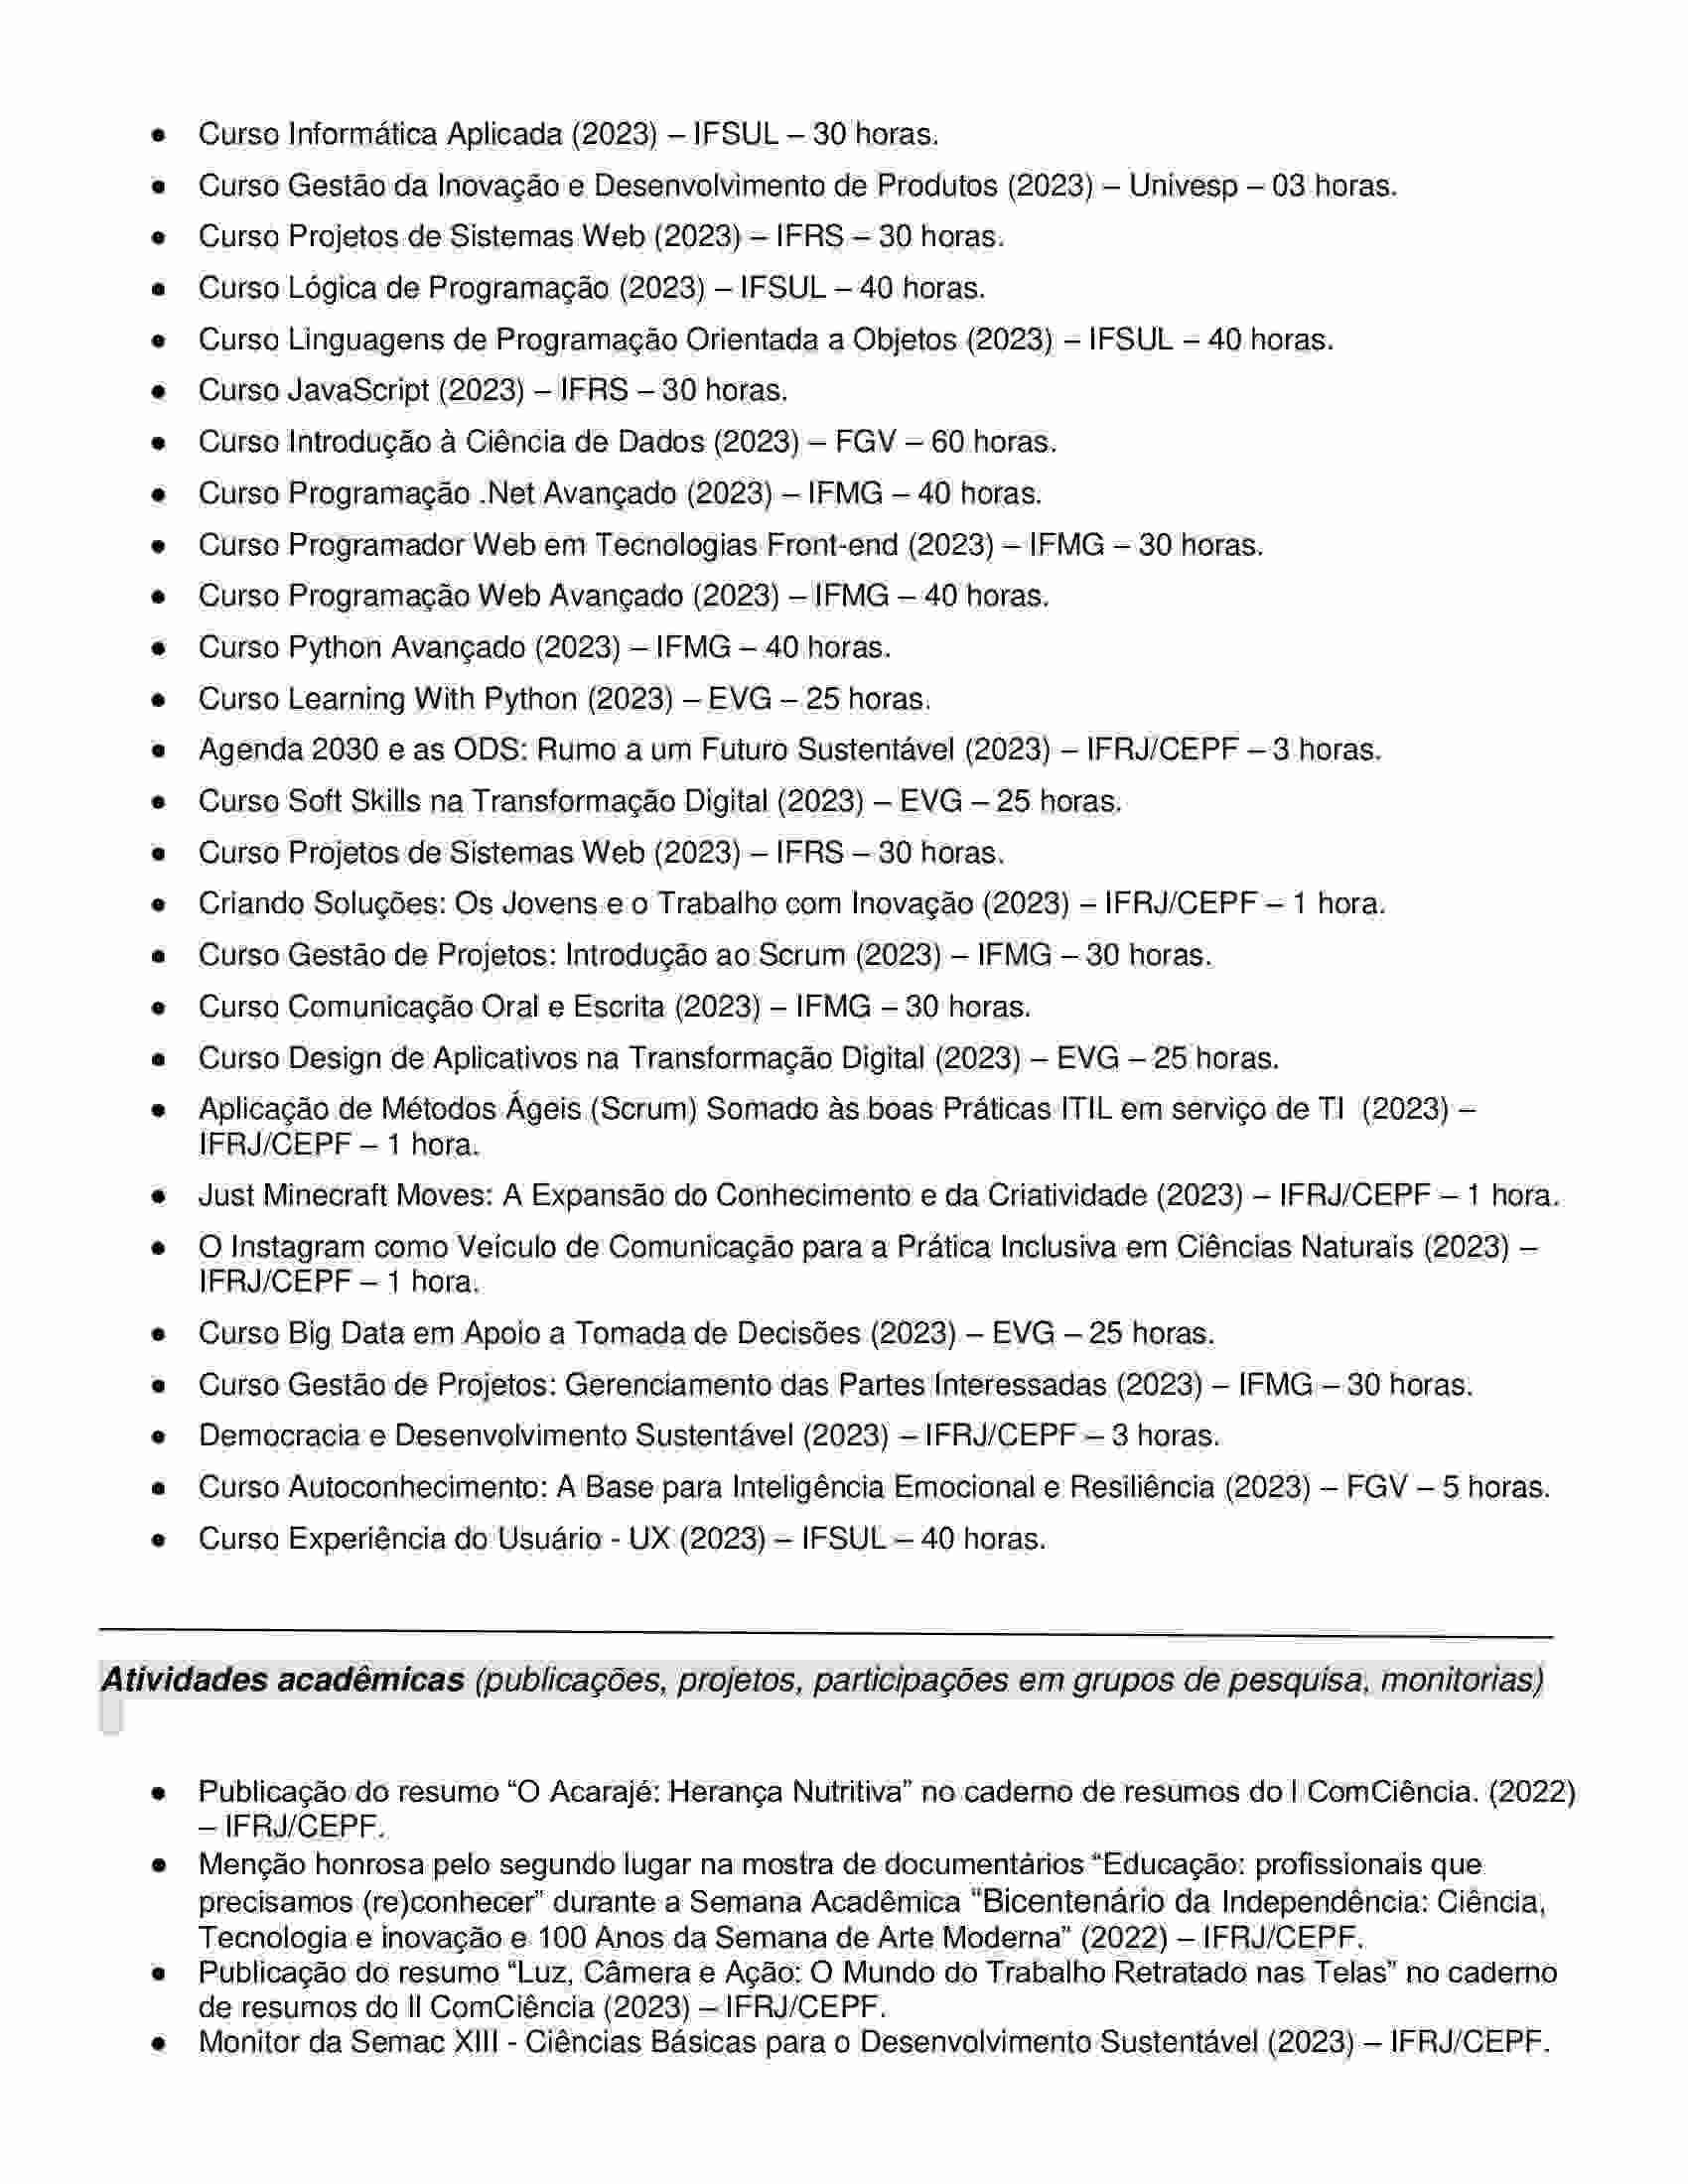 • Curso Informática Aplicada (2023) – IFSUL – 30 horas.
• Curso Gestão da Inovação e Desenvolvimento de Produtos (2023) – Univesp – 03 horas.
• Curso Projetos de Sistemas Web (2023) – IFRS – 30 horas.
• Curso Lógica de Programação (2023) – IFSUL – 40 horas.
• Curso Linguagens de Programação Orientada a Objetos (2023) – IFSUL – 40 horas.
• Curso JavaScript (2023) – IFRS – 30 horas.
• Curso Introdução à Ciência de Dados (2023) – FGV – 60 horas.
• Curso Programação .Net Avançado (2023) – IFMG – 40 horas.
• Curso Programador Web em Tecnologias Front-end (2023) – IFMG – 30 horas.
• Curso Programação Web Avançado (2023) – IFMG – 40 horas.
• Curso Python Avançado (2023) – IFMG – 40 horas.
• Curso Learning With Python (2023) – EVG – 25 horas.
• Agenda 2030 e as ODS: Rumo a um Futuro Sustentável (2023) – IFRJ/CEPF – 3 horas.
• Curso Soft Skills na Transformação Digital (2023) – EVG – 25 horas.
• Curso Projetos de Sistemas Web (2023) – IFRS – 30 horas.
• Criando Soluções: Os Jovens e o Trabalho com Inovação (2023) – IFRJ/CEPF – 1 hora.
• Curso Gestão de Projetos: Introdução ao Scrum (2023) – IFMG – 30 horas.
• Curso Comunicação Oral e Escrita (2023) – IFMG – 30 horas.
• Curso Design de Aplicativos na Transformação Digital (2023) – EVG – 25 horas.
• Aplicação de Métodos Ágeis (Scrum) Somado às boas Práticas ITIL em serviço de TI (2023) –
IFRJ/CEPF – 1 hora.
• Just Minecraft Moves: A Expansão do Conhecimento e da Criatividade (2023) – IFRJ/CEPF – 1 hora.
• O Instagram como Veículo de Comunicação para a Prática Inclusiva em Ciências Naturais (2023) –
IFRJ/CEPF – 1 hora.
• Curso Big Data em Apoio a Tomada de Decisões (2023) – EVG – 25 horas.
• Curso Gestão de Projetos: Gerenciamento das Partes Interessadas (2023) – IFMG – 30 horas.
• Democracia e Desenvolvimento Sustentável (2023) – IFRJ/CEPF – 3 horas.
• Curso Autoconhecimento: A Base para Inteligência Emocional e Resiliência (2023) – FGV – 5 horas.
• Curso Experiência do Usuário - UX (2023) – IFSUL – 40 horas.
Atividades acadêmicas (publicações, projetos, participações em grupos de pesquisa, monitorias)
• Publicação do resumo “O Acarajé: Herança Nutritiva” no caderno de resumos do I ComCiência. (2022)
– IFRJ/CEPF.
• Menção honrosa pelo segundo lugar na mostra de documentários “Educação: profissionais que
precisamos (re)conhecer” durante a Semana Acadêmica “Bicentenário da Independência: Ciência,
Tecnologia e inovação e 100 Anos da Semana de Arte Moderna” (2022) – IFRJ/CEPF.
• Publicação do resumo “Luz, Câmera e Ação: O Mundo do Trabalho Retratado nas Telas” no caderno
de resumos do II ComCiência (2023) – IFRJ/CEPF.
• Monitor da Semac XIII - Ciências Básicas para o Desenvolvimento Sustentável (2023) – IFRJ/CEPF.